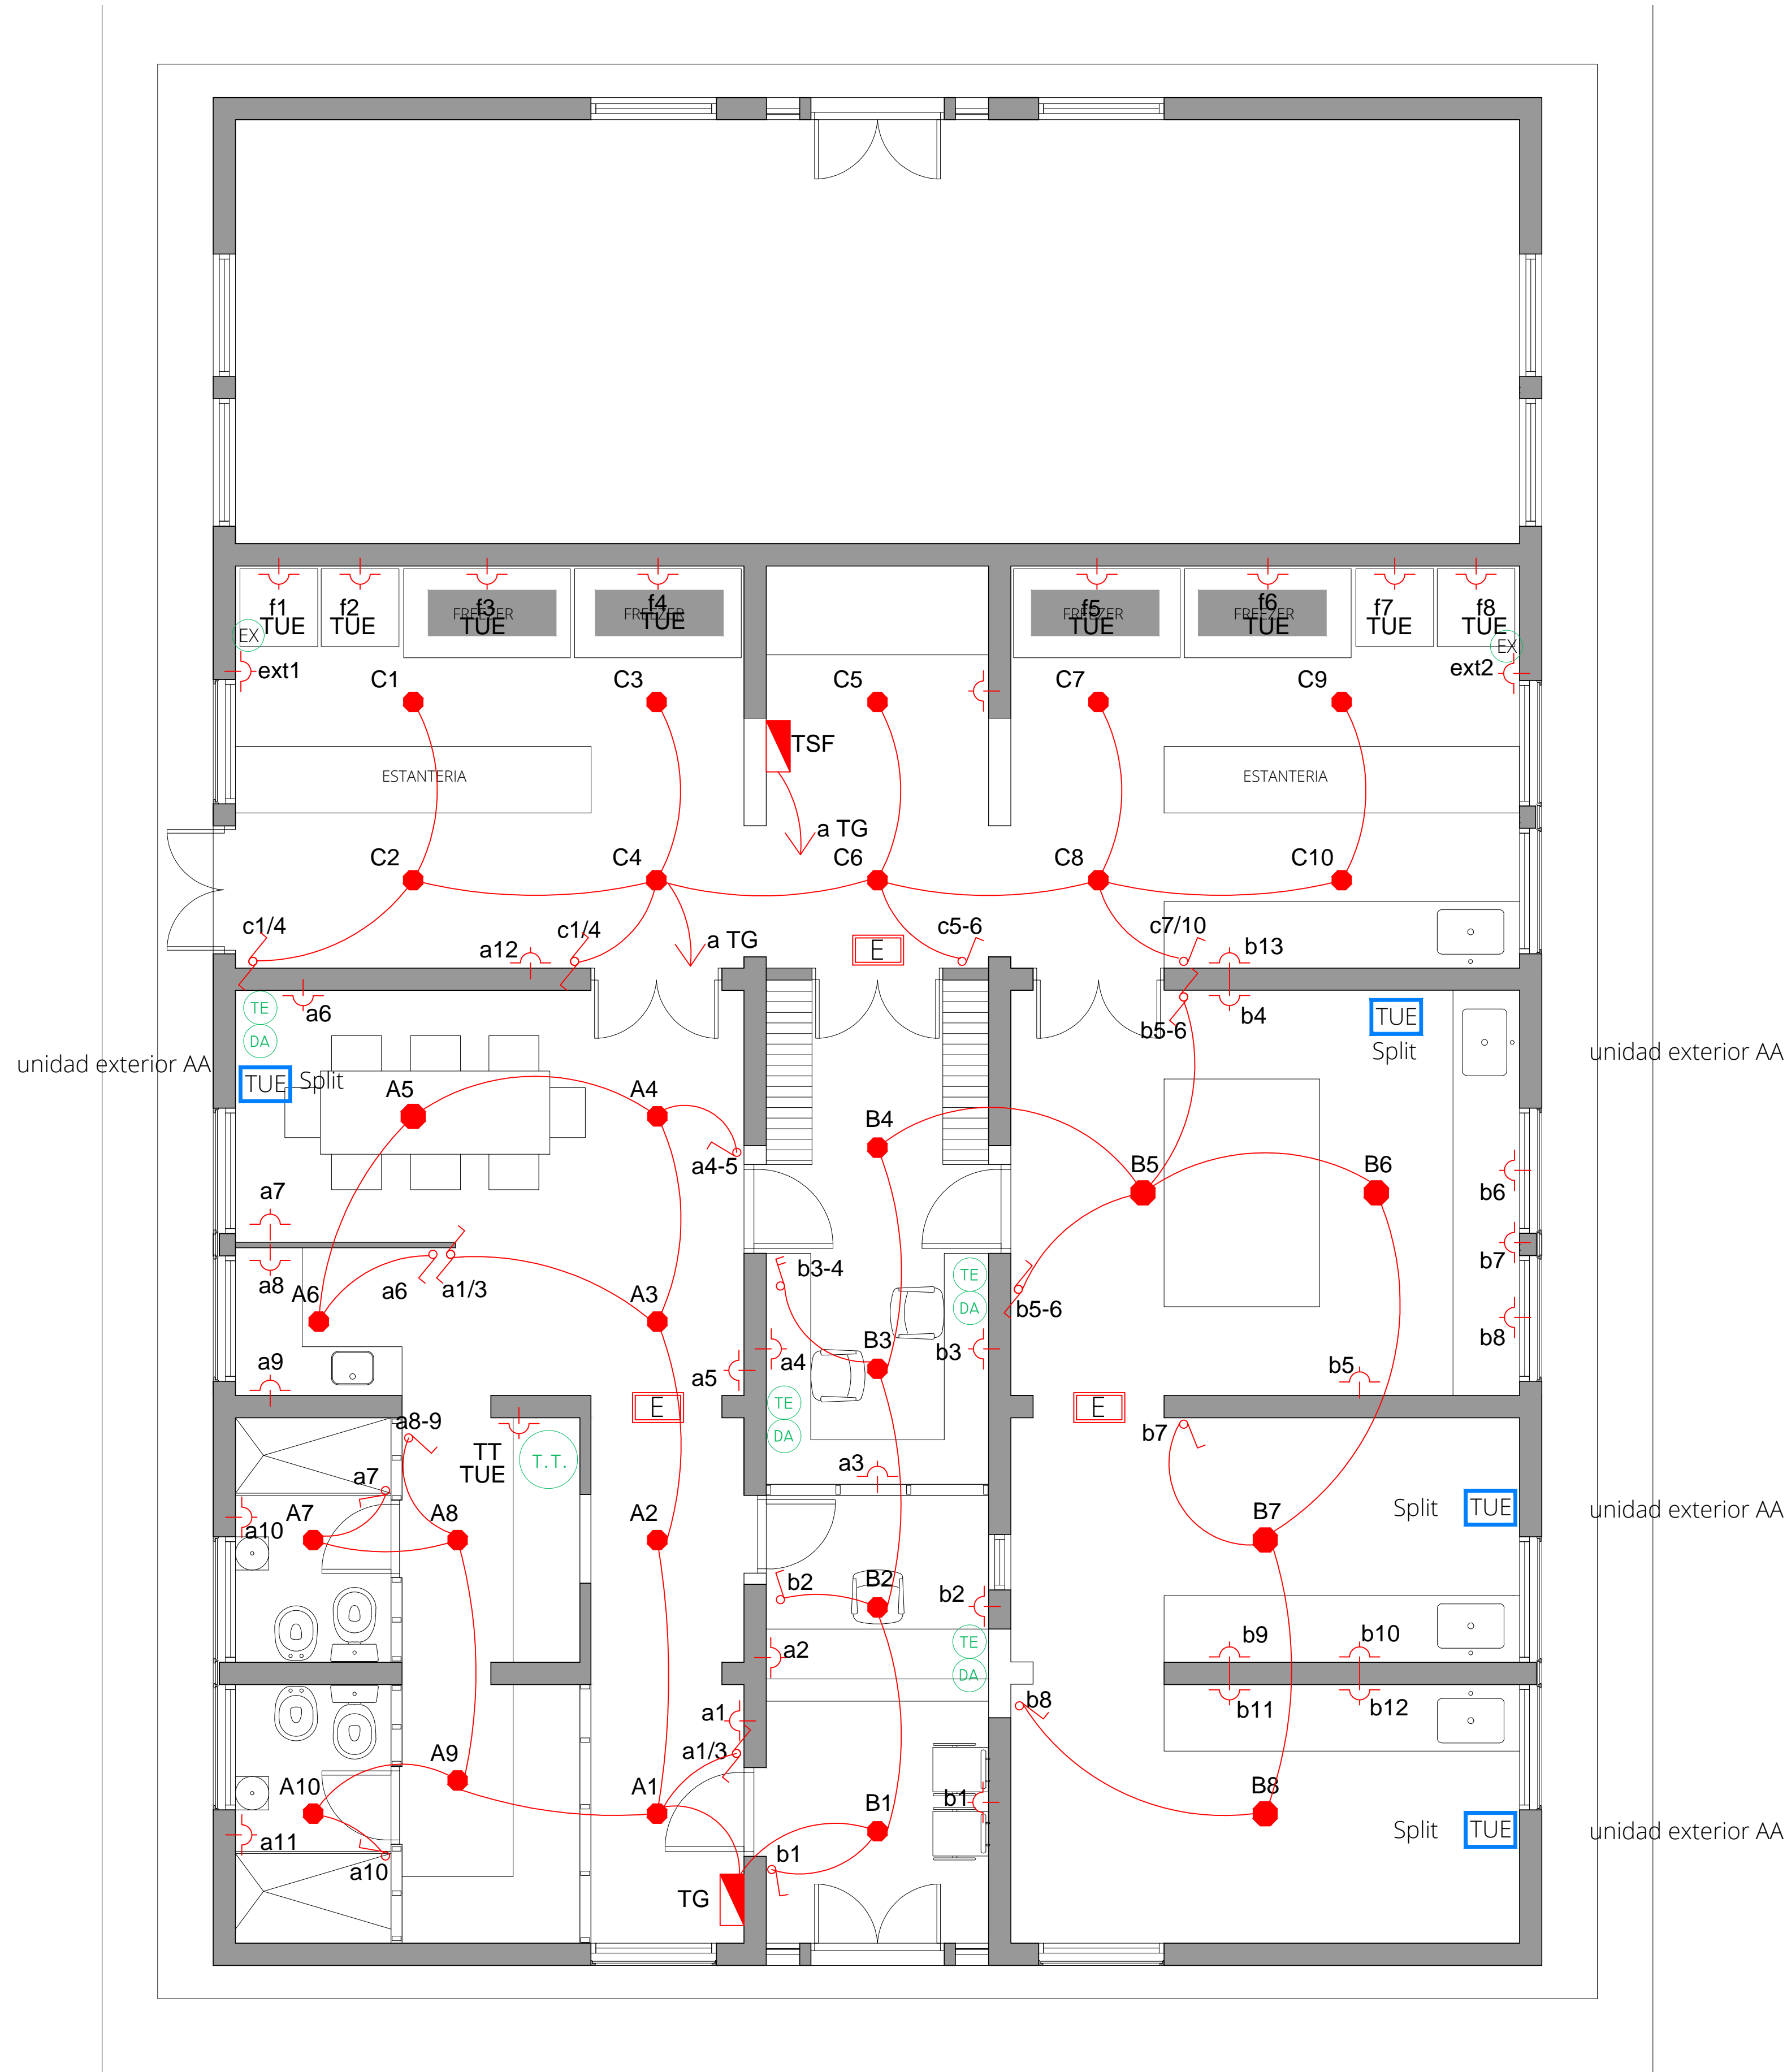 f1
TUE
f2
TUE
f3
FREEZER
TUE
f4
FREEZER
TUE
f5
FREEZER
TUE
f6
FREEZER
TUE
f7
TUE
f8
TUE
EX
EX
ext1
ext2
C1
C3
C5
C7
C9
TSF
ESTANTERIA
ESTANTERIA
a TG
C2
C4
C6
C8
C10
c1/4
a12
c1/4
a TG
E
c5-6
c7/10
b13
TE
a6
DA
b5-6
b4
TUE
Split
unidad exterior AA
TUE
Split
unidad exterior AA
A5
A4
B4
a4-5
B5
B6
a7
b6
a8
A6
a6
a1/3
A3
b3-4
TE
DA
b5-6
b7
a9
a5
a4
B3
b3
b8
b5
E
TE
DA
E
a8-9
b7
TT
TUE
T.T.
a3
a7
a10
A7
A8
A2
B7
Split
TUE
unidad exterior AA
b2
B2
b2
a2
TE
DA
b9
b10
b11
b12
a1
b8
a1/3
A9
A10
A1
B1
b1
B8
Split
TUE
unidad exterior AA
a11
a10
b1
TG